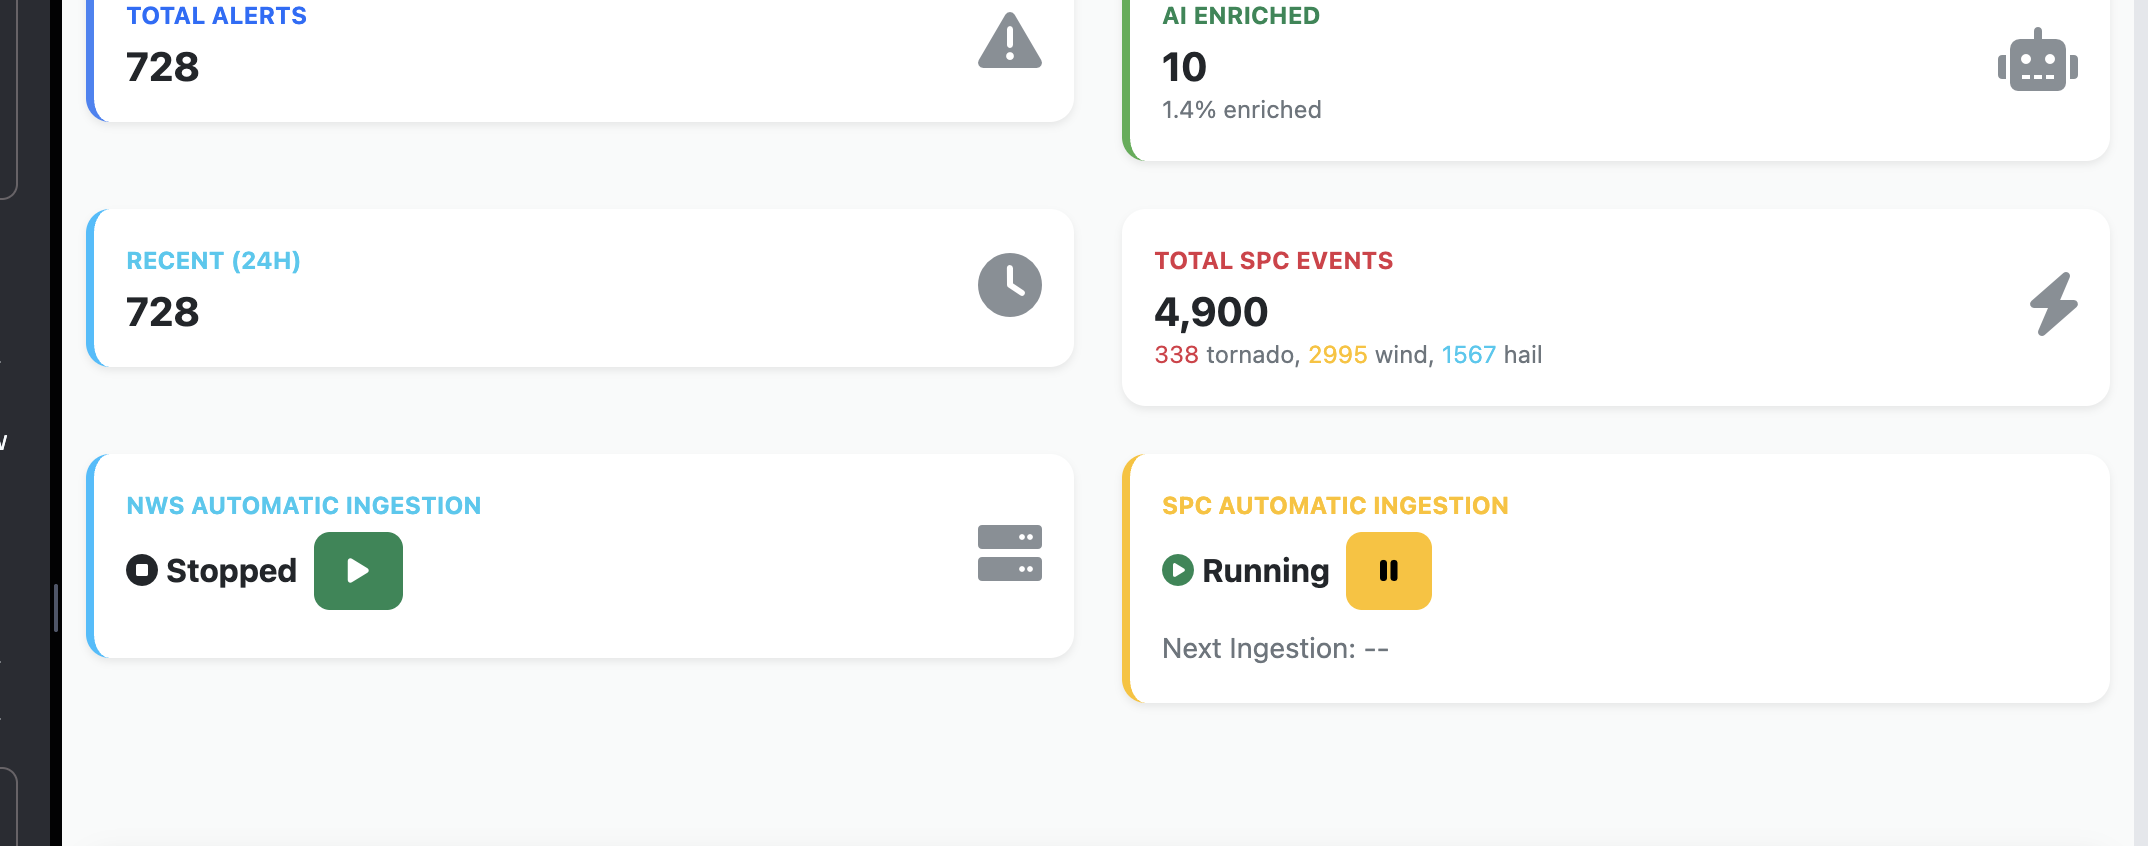 TOTAL ALERTS
728
AI ENRICHED
10
1.4% enriched
RECENT (24H)
728
TOTAL SPC EVENTS
4,900
338 tornado, 2995 wind, 1567 hail
NWS AUTOMATIC INGESTION
Stopped
SPC AUTOMATIC INGESTION
Running
Next Ingestion: --